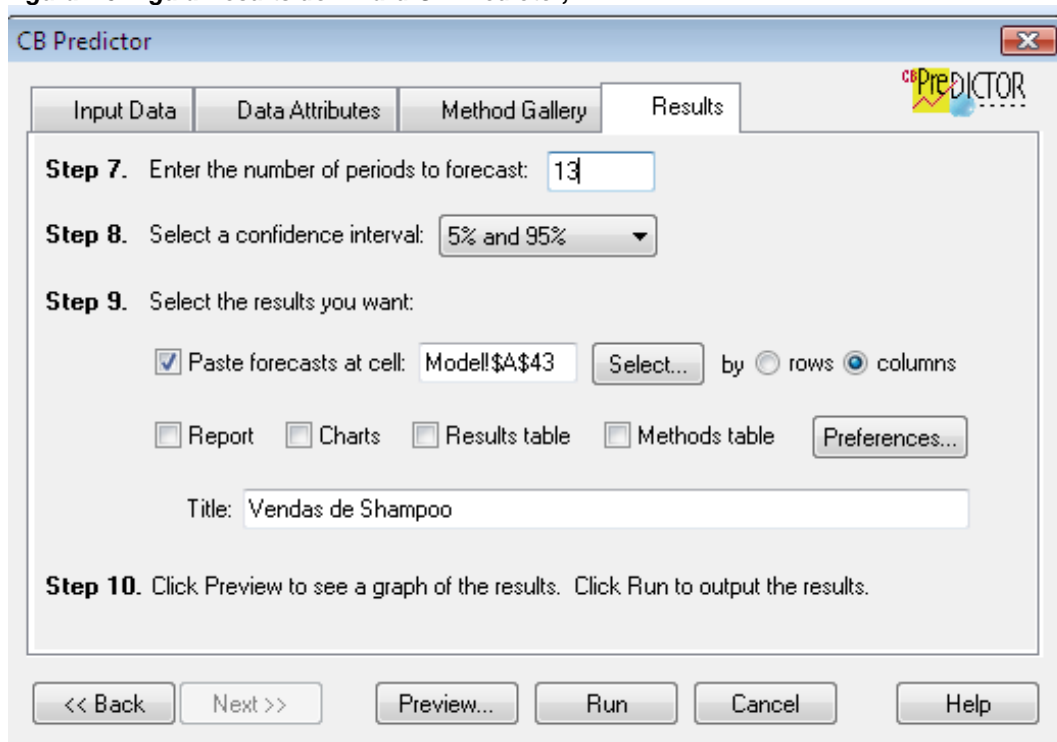 CB Predictor
CB PreDICTOR
Input Data Data Attributes Method Gallery Results
Step 7. Enter the number of periods to forecast: 13
Step 8. Select a confidence interval: 5% and 95%
Step 9. Select the results you want:
Paste forecasts at cell: Model!$A$43 Select... by rows columns
Report Charts Results table Methods table Preferences...
Title: Vendas de Shampoo
Step 10. Click Preview to see a graph of the results. Click Run to output the results.
<< Back Next >> Preview... Run Cancel Help